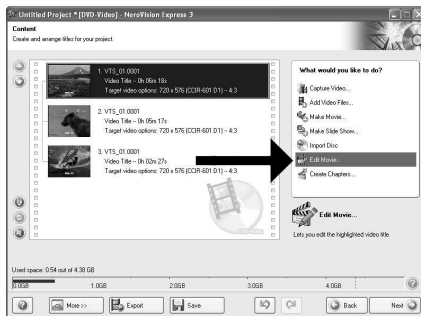 Untitled Project *[DVD-Video] - NeroVision Express 3
Content
Create and arrange titles for your project.
1. VTS_01.0001
Video Title -- 0h 06m 18s
Target video options: 720 x 576 (CCIR-601 D1) -- 4:3
2. VTS_01.0001
Video Title -- 0h 05m 17s
Target video options: 720 x 576 (CCIR-601 D1) -- 4:3
3. VTS_01.0001
Video Title -- 0h 02m 27s
Target video options: 720 x 576 (CCIR-601 D1) -- 4:3
What would you like to do?
Capture Video...
Add Video Files...
Make Movie...
Make Slide Show...
Import Disc
Edit Movie...
Create Chapters...
Edit Movie...
Lets you edit the highlighted video title.
Used space: 0.54 out of 4.38 GB
0.0GB 1.0GB 2.0GB 3.0GB 4.0GB
More >> Export Save Back Next